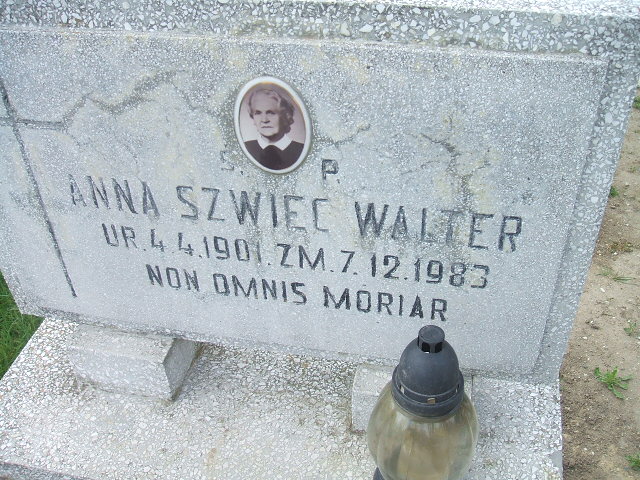 Ś. P.
ANNA SZWIEC WALTER
UR. 4.4.1901. ZM. 7.12.1983
NON OMNIS MORIAR